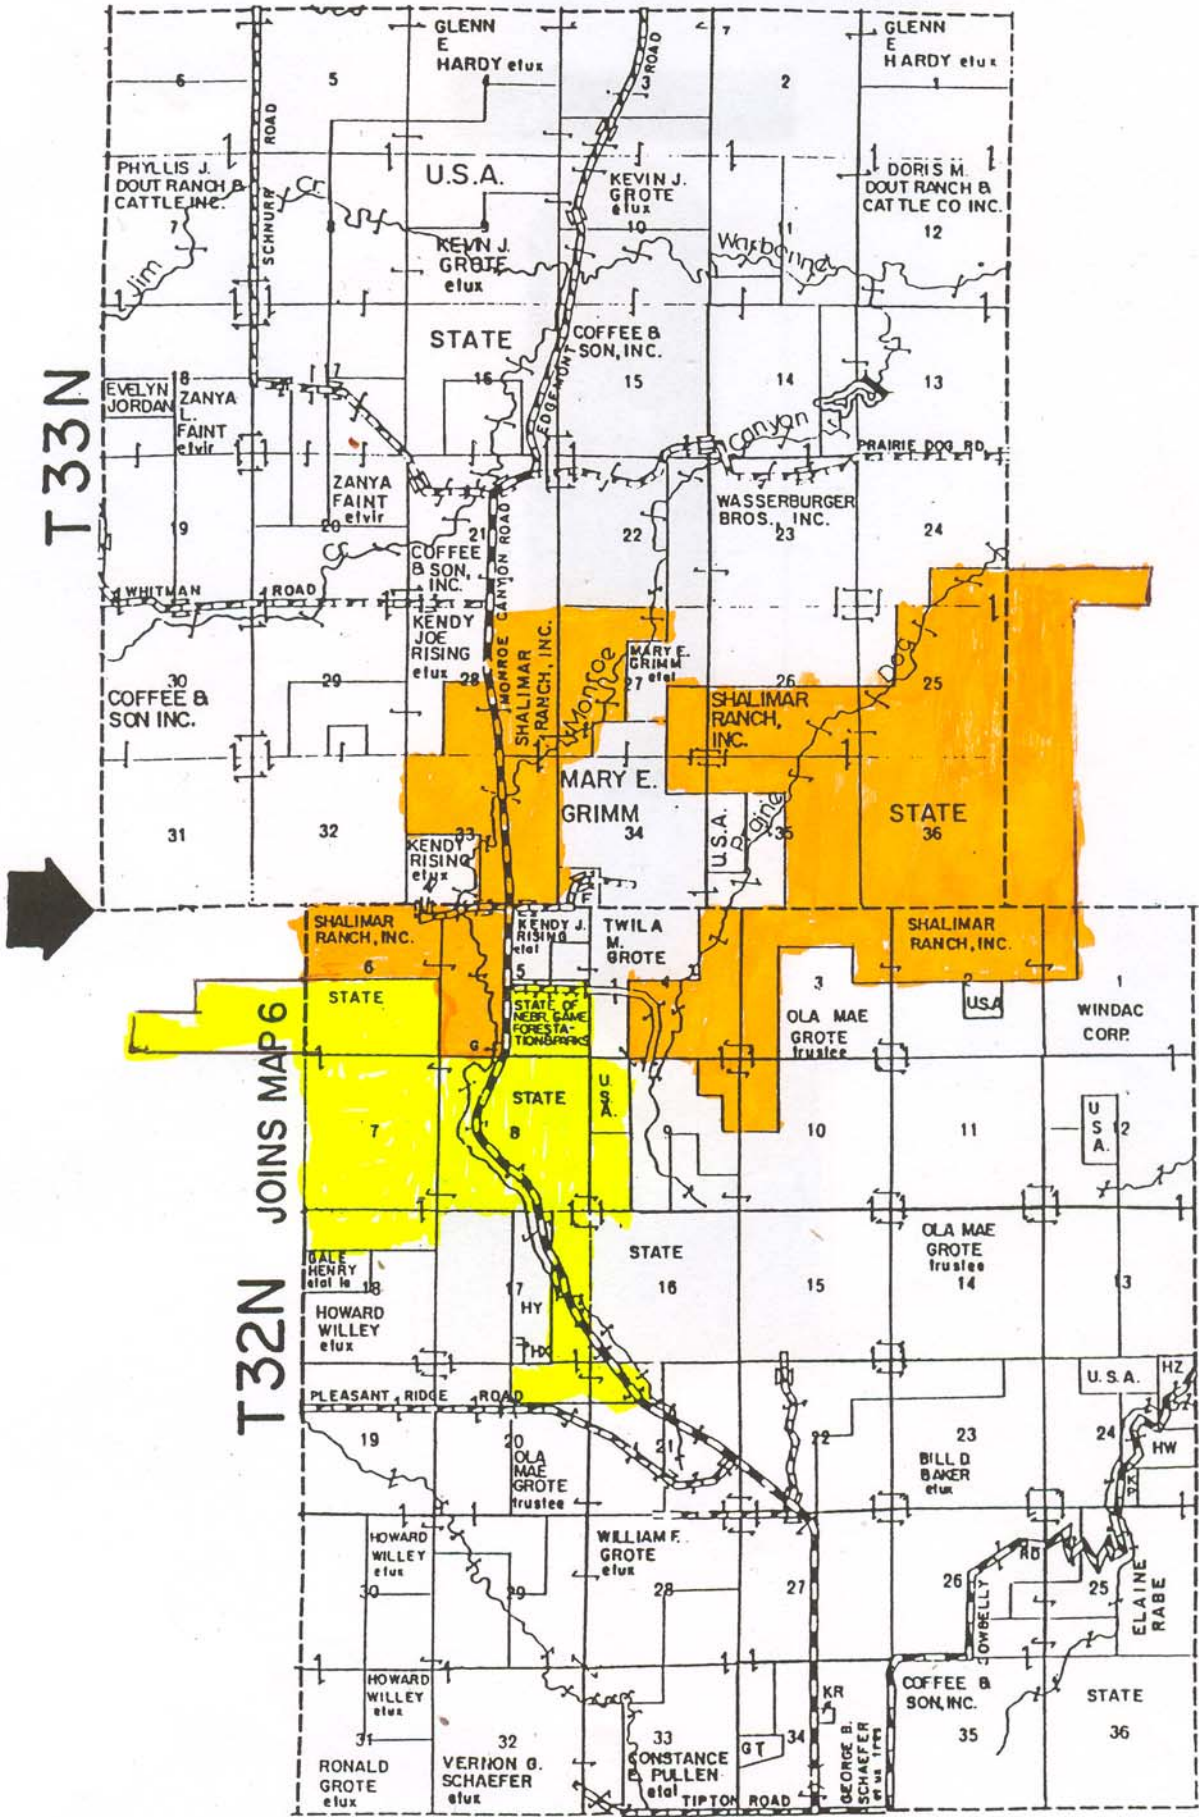 GLENN
E
HARDY etux
4
GLENN
E
HARDY etux
1
6
5
3
2
7
ROAD
ROAD
SCHNURR
PHYLLIS J.
DOUT RANCH &
CATTLE INC.
7
8
U.S.A.
9
KEVIN J.
GROTE
etux
10
11
DORIS M.
DOUT RANCH &
CATTLE CO INC.
12
Jim
Cr.
KEVIN J.
GROTE
etux
Warbonnet
STATE
16
COFFEE &
SON, INC.
15
14
13
EDGEMONT
T33N
18
17
EVELYN
JORDAN
ZANYA
L.
FAINT
etvir
Canyon
PRAIRIE DOG RD.
ZANYA
FAINT
etvir
19
20
21
22
WASSERBURGER
BROS., INC.
23
24
COFFEE
& SON,
INC.
Cr.
MONROE CANYON ROAD
WHITMAN ROAD
KENDY
JOE
RISING
etux
28
SHALIMAR
RANCH, INC.
Monroe
MARY E.
GRIMM
etal
27
26
25
Dog
30
29
COFFEE &
SON INC.
SHALIMAR
RANCH,
INC.
MARY E.
GRIMM
34
31
32
33
KENDY
RISING
etux
U.S.A.
35
Prairie
STATE
36
F
SHALIMAR
RANCH, INC.
6
KENDY J.
RISING
etal
5
TWILA
M.
GROTE
4
3
SHALIMAR
RANCH, INC.
2
1
JOINS MAP 6
STATE
STATE OF
NEBR. GAME
FORESTA-
TION&PARKS
OLA MAE
GROTE
trustee
USA
WINDAC
CORP.
G
7
STATE
8
U.
S.
A.
9
10
11
U
S
A.
12
GALE
HENRY
etal le
18
17
STATE
16
15
OLA MAE
GROTE
trustee
14
13
T32N
HOWARD
WILLEY
etux
HY
HX
PLEASANT RIDGE ROAD
U.S.A.
HZ
19
20
21
22
23
24
HW
OLA
MAE
GROTE
trustee
BILL D.
BAKER
etux
HOWARD
WILLEY
etux
30
29
WILLIAM F.
GROTE
etux
28
27
26
RD
25
SOWBELLY
ELAINE
RABE
HOWARD
WILLEY
etux
31
32
33
34
KR
COFFEE &
SON, INC.
35
STATE
36
RONALD
GROTE
etux
VERNON G.
SCHAEFER
etux
CONSTANCE
E. PULLEN
etal
GT
GEORGE B.
SCHAEFER
TIPTON ROAD